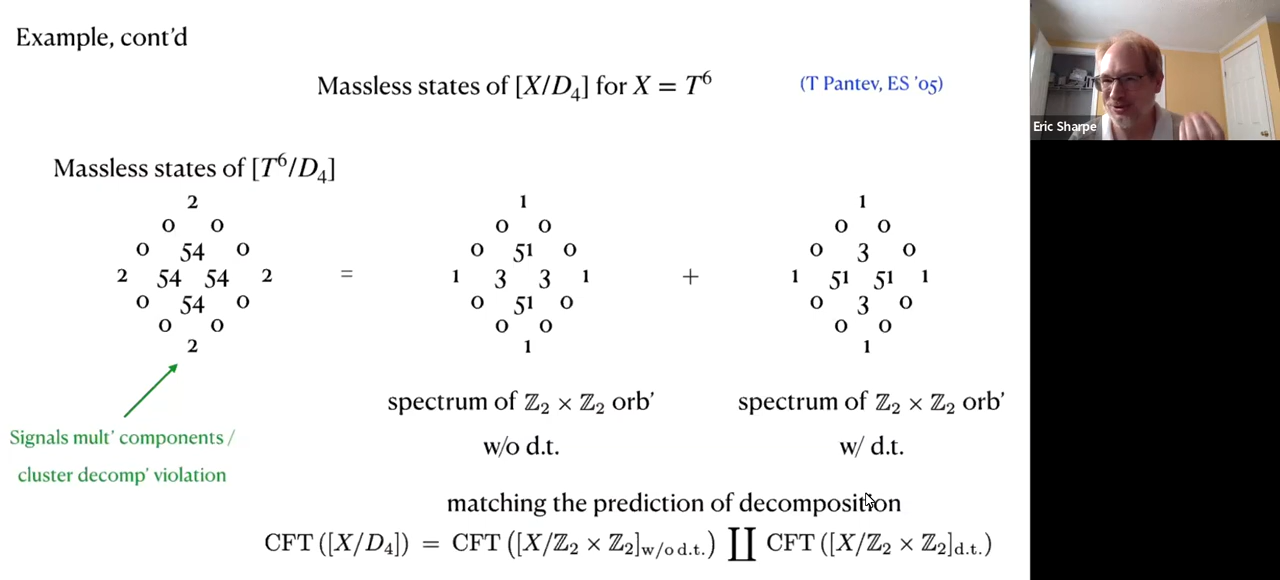 Example, cont'd
Massless states of [X/D₄] for X = T⁶ (T Pantev, ES '05)
Eric Sharpe
Massless states of [T⁶/D₄]
2 1 1
0 0 0 0 0 0
0 54 0 0 51 0 0 3 0
2 54 54 2 = 1 3 3 1 + 1 51 51 1
0 54 0 0 51 0 0 3 0
0 0 0 0 0 0
2 1 1
spectrum of ℤ₂ × ℤ₂ orb' spectrum of ℤ₂ × ℤ₂ orb'
w/o d.t. w/ d.t.
Signals mult' components /
cluster decomp' violation
matching the prediction of decomposition
CFT ([X/D₄]) = CFT ([X/ℤ₂ × ℤ₂]w/o d.t.) ∐ CFT ([X/ℤ₂ × ℤ₂]d.t.)